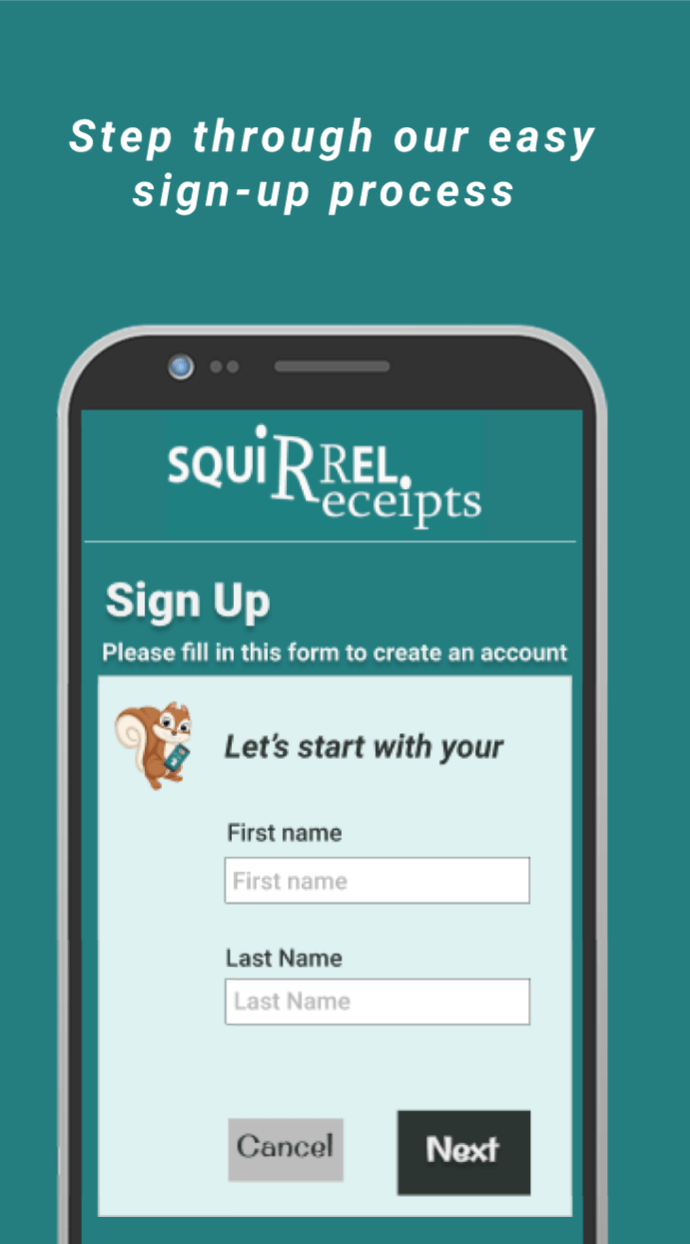 Step through our easy
sign-up process
SQUiRREL
Receipts
Sign Up
Please fill in this form to create an account
Let's start with your
First name
First name
Last Name
Last Name
Cancel
Next